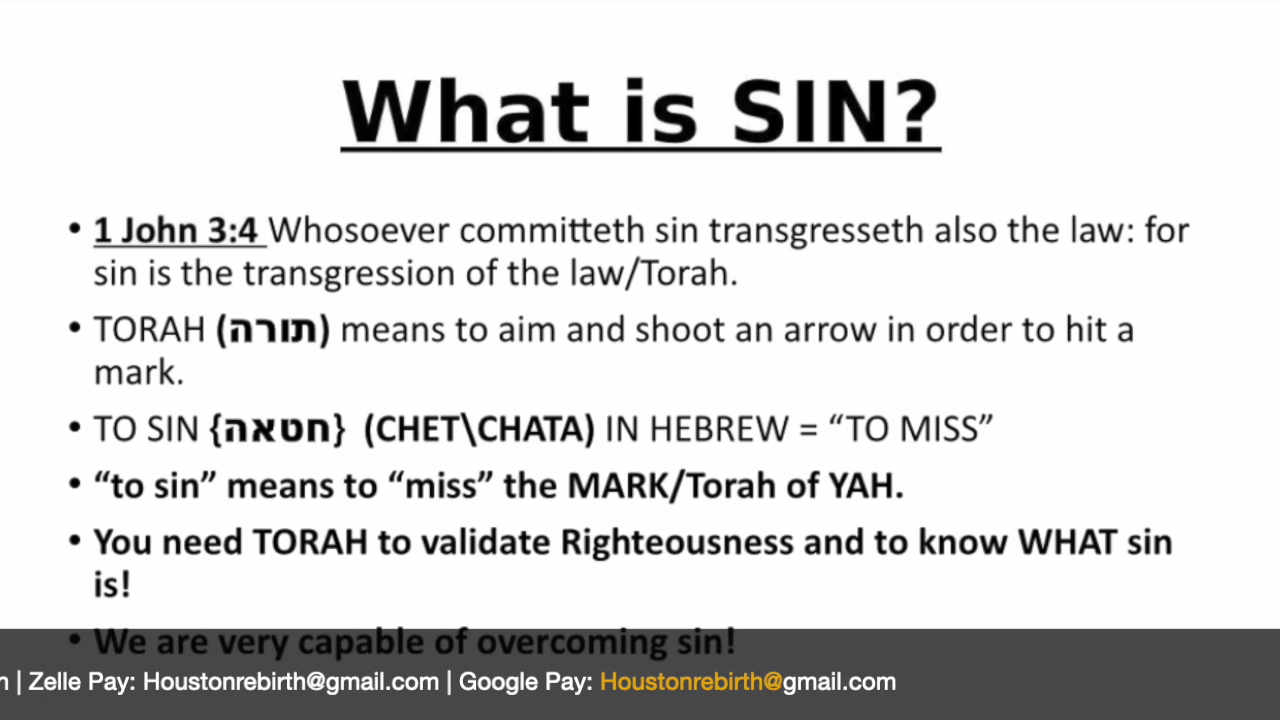 What is SIN?
• 1 John 3:4 Whosoever committeth sin transgresseth also the law: for
sin is the transgression of the law/Torah.
• TORAH (תורה) means to aim and shoot an arrow in order to hit a
mark.
• TO SIN {חטאה} (CHET\CHATA) IN HEBREW = “TO MISS”
• “to sin” means to “miss” the MARK/Torah of YAH.
• You need TORAH to validate Righteousness and to know WHAT sin
is!
• We are very capable of overcoming sin!
| Zelle Pay: Houstonrebirth@gmail.com | Google Pay: Houstonrebirth@gmail.com